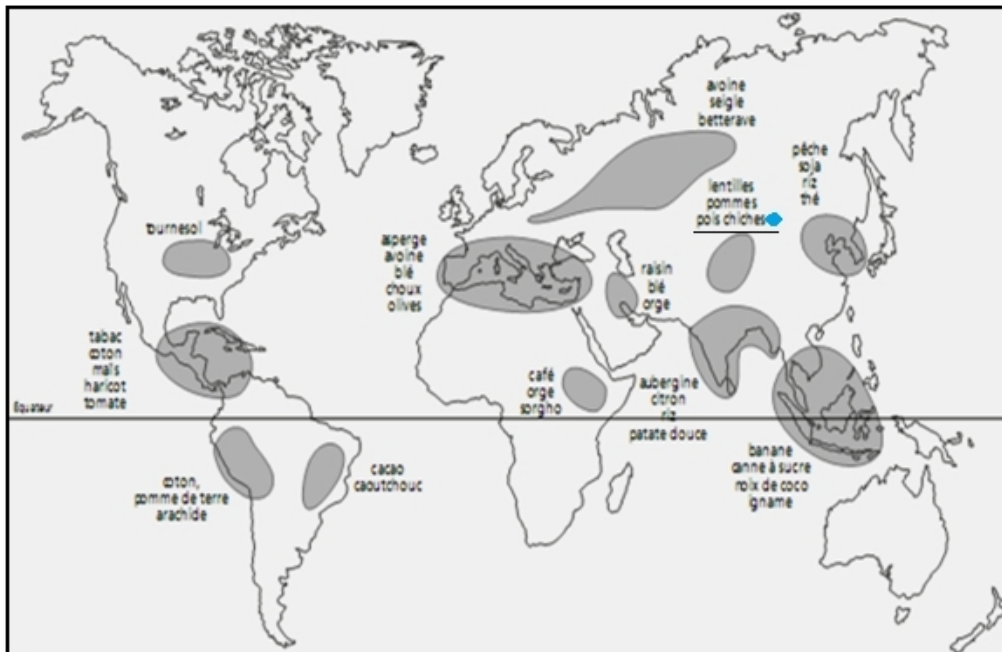 avoine
seigle
betterave
pêche
soja
riz
thé
lentilles
pommes
pois chiches
tournesol
asperge
avoine
blé
choux
olives
raisin
blé
orge
tabac
coton
maïs
haricot
tomate
café
orge
sorgho
aubergine
citron
riz
patate douce
Équateur
banane
canne à sucre
noix de coco
igname
coton,
pomme de terre
arachide
cacao
caoutchouc